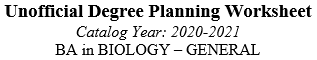 Unofficial Degree Planning Worksheet
Catalog Year: 2020-2021
BA in BIOLOGY – GENERAL